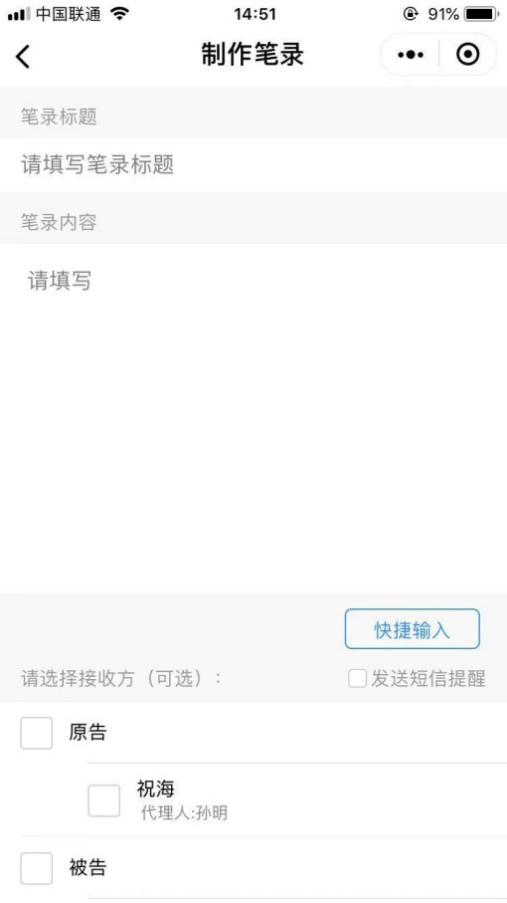 中国联通
14:51
91%
制作笔录
笔录标题
请填写笔录标题
笔录内容
请填写
快捷输入
请选择接收方（可选）：
发送短信提醒
原告
祝海
代理人:孙明
被告